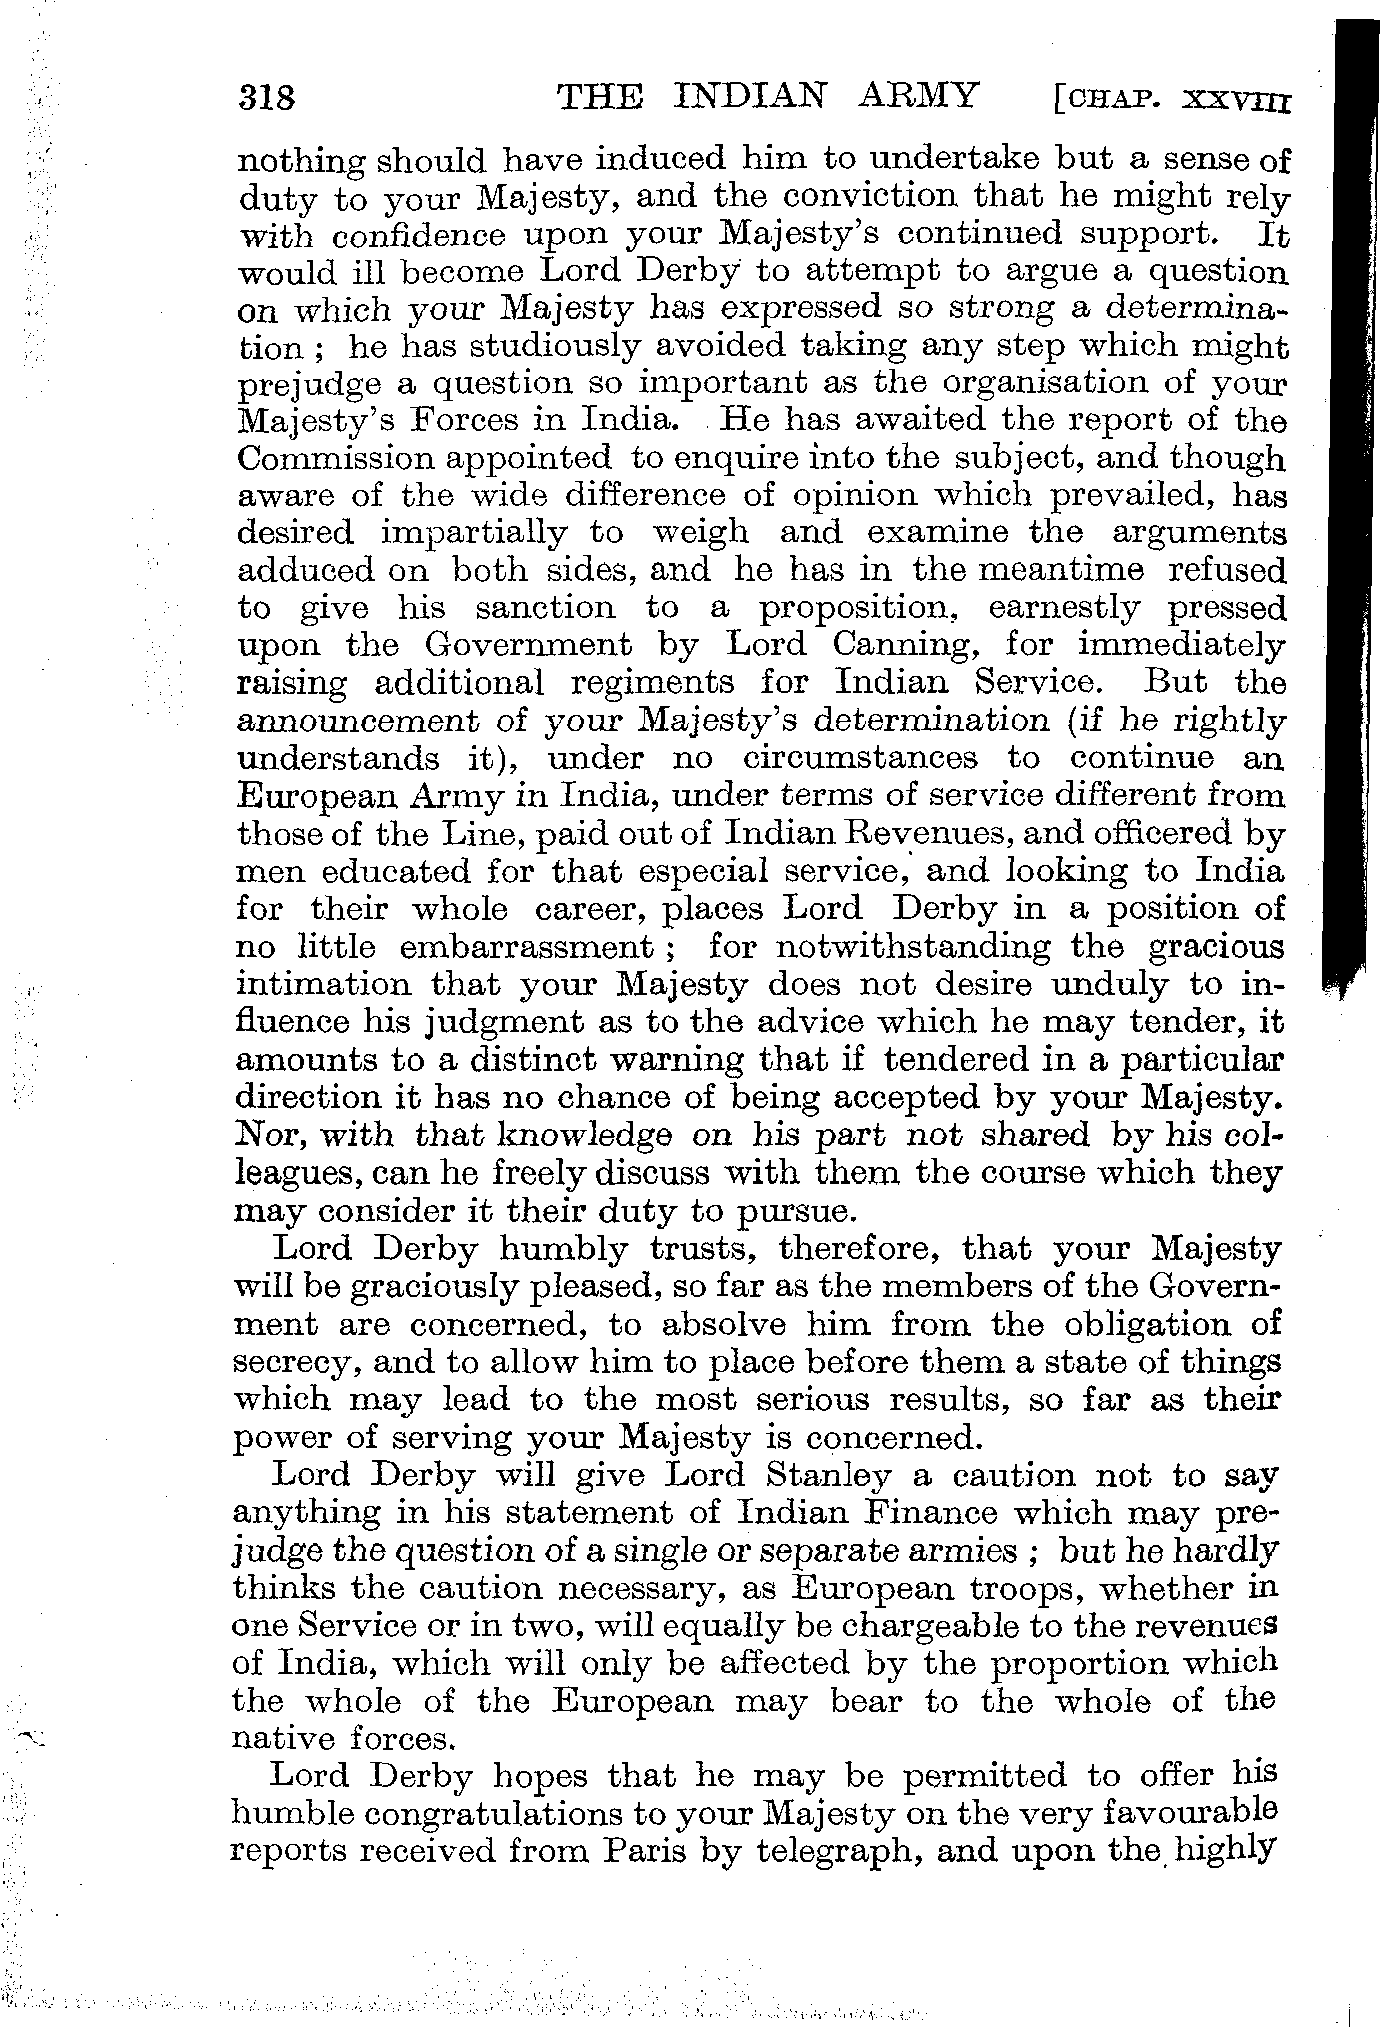 318 THE INDIAN ARMY [CHAP. XXVIII
nothing should have induced him to undertake but a sense of
duty to your Majesty, and the conviction that he might rely
with confidence upon your Majesty's continued support. It
would ill become Lord Derby to attempt to argue a question
on which your Majesty has expressed so strong a determina-
tion ; he has studiously avoided taking any step which might
prejudge a question so important as the organisation of your
Majesty's Forces in India. He has awaited the report of the
Commission appointed to enquire into the subject, and though
aware of the wide difference of opinion which prevailed, has
desired impartially to weigh and examine the arguments
adduced on both sides, and he has in the meantime refused
to give his sanction to a proposition, earnestly pressed
upon the Government by Lord Canning, for immediately
raising additional regiments for Indian Service. But the
announcement of your Majesty's determination (if he rightly
understands it), under no circumstances to continue an
European Army in India, under terms of service different from
those of the Line, paid out of Indian Revenues, and officered by
men educated for that especial service, and looking to India
for their whole career, places Lord Derby in a position of
no little embarrassment ; for notwithstanding the gracious
intimation that your Majesty does not desire unduly to in-
fluence his judgment as to the advice which he may tender, it
amounts to a distinct warning that if tendered in a particular
direction it has no chance of being accepted by your Majesty.
Nor, with that knowledge on his part not shared by his col-
leagues, can he freely discuss with them the course which they
may consider it their duty to pursue.
Lord Derby humbly trusts, therefore, that your Majesty
will be graciously pleased, so far as the members of the Govern-
ment are concerned, to absolve him from the obligation of
secrecy, and to allow him to place before them a state of things
which may lead to the most serious results, so far as their
power of serving your Majesty is concerned.
Lord Derby will give Lord Stanley a caution not to say
anything in his statement of Indian Finance which may pre-
judge the question of a single or separate armies ; but he hardly
thinks the caution necessary, as European troops, whether in
one Service or in two, will equally be chargeable to the revenues
of India, which will only be affected by the proportion which
the whole of the European may bear to the whole of the
native forces.
Lord Derby hopes that he may be permitted to offer his
humble congratulations to your Majesty on the very favourable
reports received from Paris by telegraph, and upon the highly